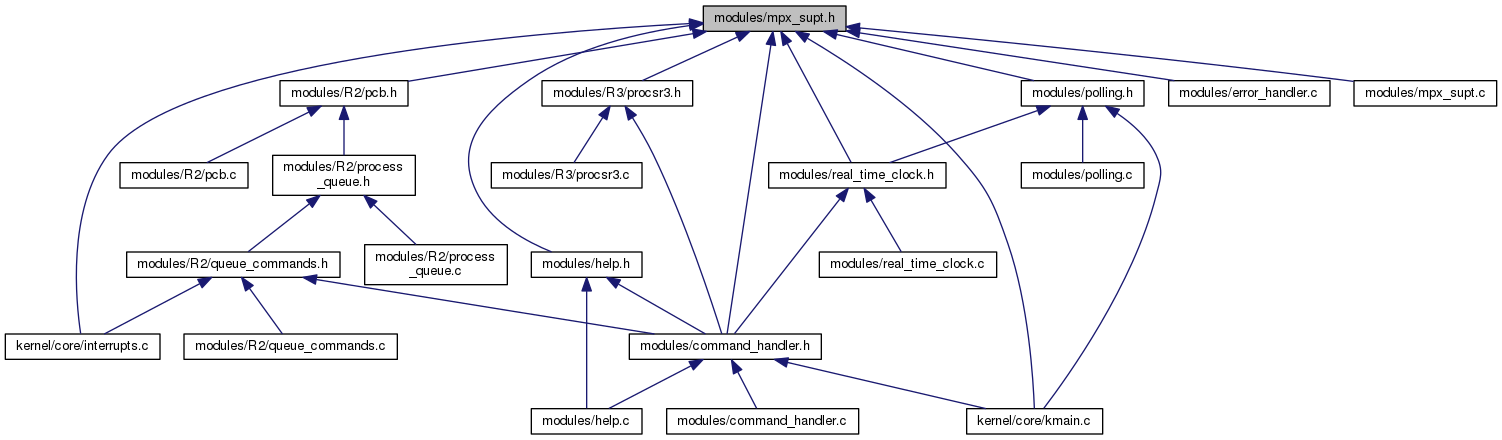 modules/mpx_supt.h
modules/R2/pcb.h
modules/R3/procsr3.h
modules/polling.h
modules/error_handler.c
modules/mpx_supt.c
modules/R2/pcb.c
modules/R2/process
_queue.h
modules/R3/procsr3.c
modules/real_time_clock.h
modules/polling.c
modules/R2/queue_commands.h
modules/R2/process
_queue.c
modules/help.h
modules/real_time_clock.c
kernel/core/interrupts.c
modules/R2/queue_commands.c
modules/command_handler.h
modules/help.c
modules/command_handler.c
kernel/core/kmain.c